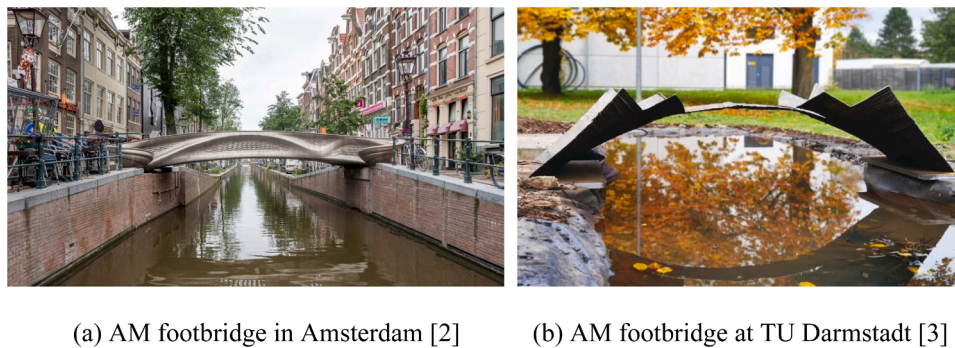 (a) AM footbridge in Amsterdam [2]
(b) AM footbridge at TU Darmstadt [3]